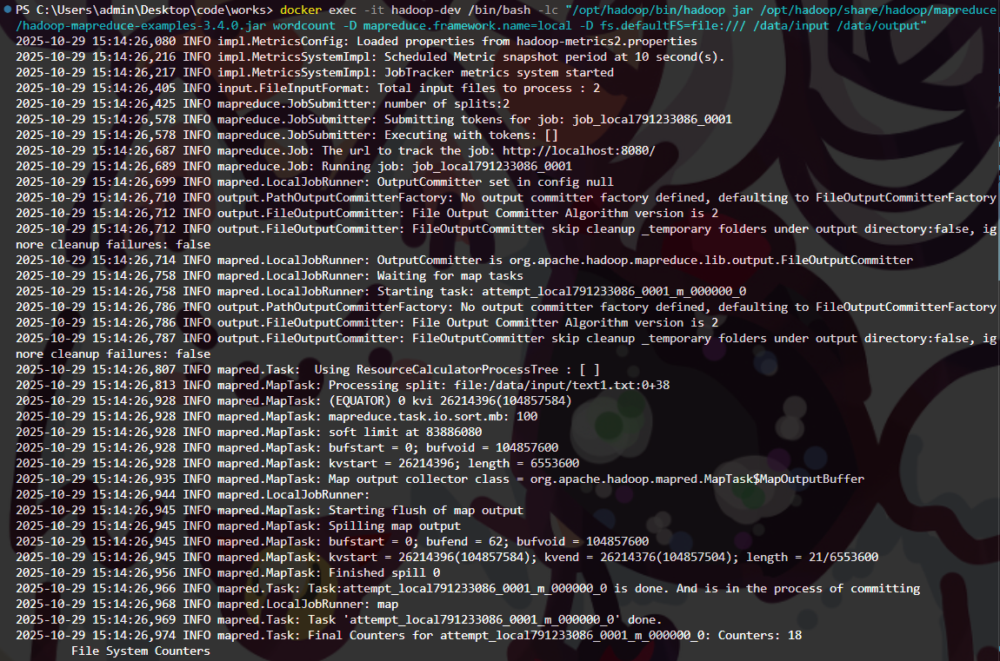 PS C:\Users\admin\Desktop\code\works> docker exec -it hadoop-dev /bin/bash -lc "/opt/hadoop/bin/hadoop jar /opt/hadoop/share/hadoop/mapreduce
/hadoop-mapreduce-examples-3.4.0.jar wordcount -D mapreduce.framework.name=local -D fs.defaultFS=file:/// /data/input /data/output"
2025-10-29 15:14:26,080 INFO impl.MetricsConfig: Loaded properties from hadoop-metrics2.properties
2025-10-29 15:14:26,216 INFO impl.MetricsSystemImpl: Scheduled Metric snapshot period at 10 second(s).
2025-10-29 15:14:26,217 INFO impl.MetricsSystemImpl: JobTracker metrics system started
2025-10-29 15:14:26,405 INFO input.FileInputFormat: Total input files to process : 2
2025-10-29 15:14:26,425 INFO mapreduce.JobSubmitter: number of splits:2
2025-10-29 15:14:26,578 INFO mapreduce.JobSubmitter: Submitting tokens for job: job_local791233086_0001
2025-10-29 15:14:26,578 INFO mapreduce.JobSubmitter: Executing with tokens: []
2025-10-29 15:14:26,687 INFO mapreduce.Job: The url to track the job: http://localhost:8080/
2025-10-29 15:14:26,689 INFO mapreduce.Job: Running job: job_local791233086_0001
2025-10-29 15:14:26,699 INFO mapred.LocalJobRunner: OutputCommitter set in config null
2025-10-29 15:14:26,710 INFO output.PathOutputCommitterFactory: No output committer factory defined, defaulting to FileOutputCommitterFactory
2025-10-29 15:14:26,712 INFO output.FileOutputCommitter: File Output Committer Algorithm version is 2
2025-10-29 15:14:26,712 INFO output.FileOutputCommitter: FileOutputCommitter skip cleanup _temporary folders under output directory:false, ig
nore cleanup failures: false
2025-10-29 15:14:26,714 INFO mapred.LocalJobRunner: OutputCommitter is org.apache.hadoop.mapreduce.lib.output.FileOutputCommitter
2025-10-29 15:14:26,758 INFO mapred.LocalJobRunner: Waiting for map tasks
2025-10-29 15:14:26,758 INFO mapred.LocalJobRunner: Starting task: attempt_local791233086_0001_m_000000_0
2025-10-29 15:14:26,786 INFO output.PathOutputCommitterFactory: No output committer factory defined, defaulting to FileOutputCommitterFactory
2025-10-29 15:14:26,786 INFO output.FileOutputCommitter: File Output Committer Algorithm version is 2
2025-10-29 15:14:26,787 INFO output.FileOutputCommitter: FileOutputCommitter skip cleanup _temporary folders under output directory:false, ig
nore cleanup failures: false
2025-10-29 15:14:26,807 INFO mapred.Task:  Using ResourceCalculatorProcessTree : [ ]
2025-10-29 15:14:26,813 INFO mapred.MapTask: Processing split: file:/data/input/text1.txt:0+38
2025-10-29 15:14:26,928 INFO mapred.MapTask: (EQUATOR) 0 kvi 26214396(104857584)
2025-10-29 15:14:26,928 INFO mapred.MapTask: mapreduce.task.io.sort.mb: 100
2025-10-29 15:14:26,928 INFO mapred.MapTask: soft limit at 83886080
2025-10-29 15:14:26,928 INFO mapred.MapTask: bufstart = 0; bufvoid = 104857600
2025-10-29 15:14:26,928 INFO mapred.MapTask: kvstart = 26214396; length = 6553600
2025-10-29 15:14:26,935 INFO mapred.MapTask: Map output collector class = org.apache.hadoop.mapred.MapTask$MapOutputBuffer
2025-10-29 15:14:26,944 INFO mapred.LocalJobRunner:
2025-10-29 15:14:26,945 INFO mapred.MapTask: Starting flush of map output
2025-10-29 15:14:26,945 INFO mapred.MapTask: Spilling map output
2025-10-29 15:14:26,945 INFO mapred.MapTask: bufstart = 0; bufend = 62; bufvoid = 104857600
2025-10-29 15:14:26,945 INFO mapred.MapTask: kvstart = 26214396(104857584); kvend = 26214376(104857504); length = 21/6553600
2025-10-29 15:14:26,956 INFO mapred.MapTask: Finished spill 0
2025-10-29 15:14:26,966 INFO mapred.Task: Task:attempt_local791233086_0001_m_000000_0 is done. And is in the process of committing
2025-10-29 15:14:26,968 INFO mapred.LocalJobRunner: map
2025-10-29 15:14:26,969 INFO mapred.Task: Task 'attempt_local791233086_0001_m_000000_0' done.
2025-10-29 15:14:26,974 INFO mapred.Task: Final Counters for attempt_local791233086_0001_m_000000_0: Counters: 18
File System Counters